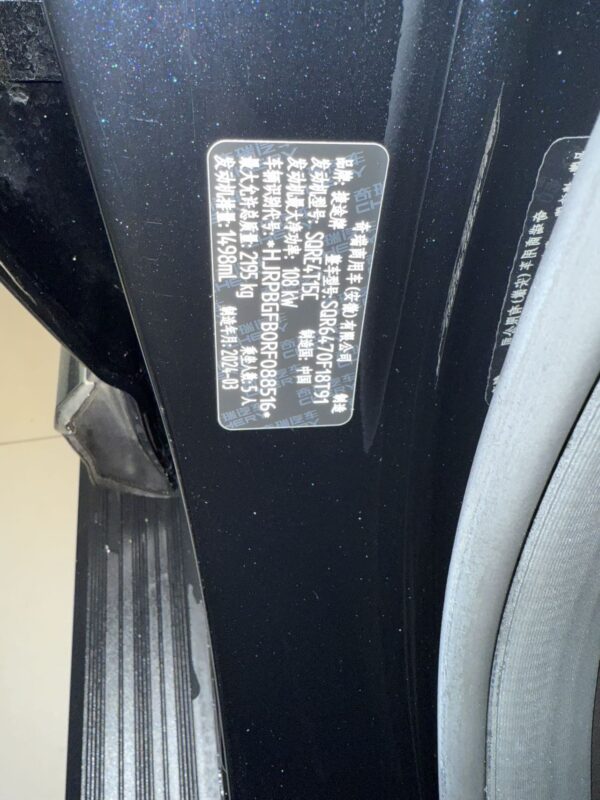 奇瑞商用车(安徽)有限公司 制造
品牌: 捷途牌 整车型号: SQR6470F18T91
发动机型号: SQRE4T15C 制造国: 中国
发动机最大净功率: 108 kW
车辆识别代号: *HJRPBGFB0RF088516*
最大允许总质量: 2195 kg 乘坐人数: 5 人
发动机排量: 1498mL 制造年月: 2024-03